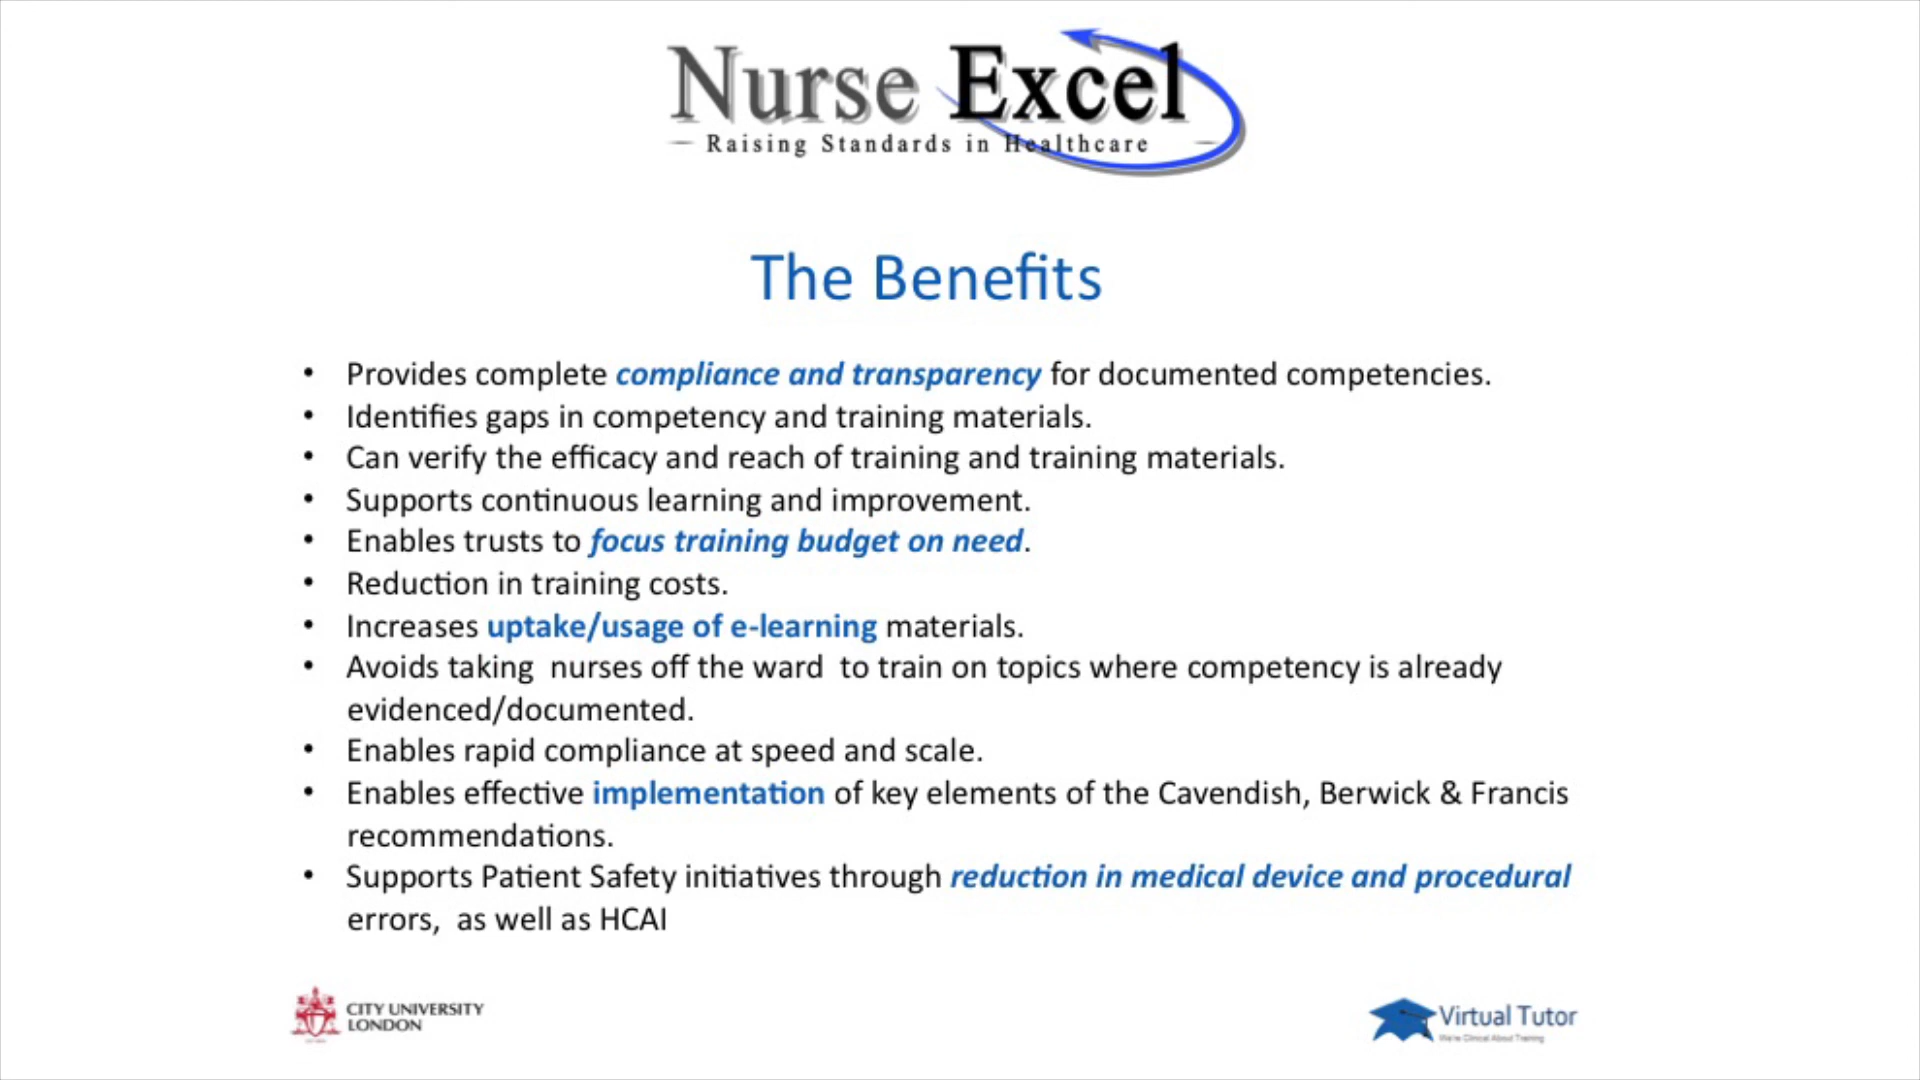 Nurse Excel
Raising Standards in Healthcare
The Benefits
• Provides complete compliance and transparency for documented competencies.
• Identifies gaps in competency and training materials.
• Can verify the efficacy and reach of training and training materials.
• Supports continuous learning and improvement.
• Enables trusts to focus training budget on need.
• Reduction in training costs.
• Increases uptake/usage of e-learning materials.
• Avoids taking nurses off the ward to train on topics where competency is already
evidenced/documented.
• Enables rapid compliance at speed and scale.
• Enables effective implementation of key elements of the Cavendish, Berwick & Francis
recommendations.
• Supports Patient Safety initiatives through reduction in medical device and procedural
errors, as well as HCAI
CITY UNIVERSITY
LONDON
Virtual Tutor
We're Clinical About Training